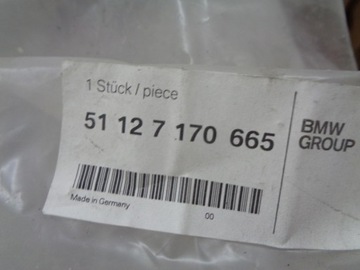 1 Stück / piece
51 12 7 170 665
BMW
GROUP
Made in Germany
00